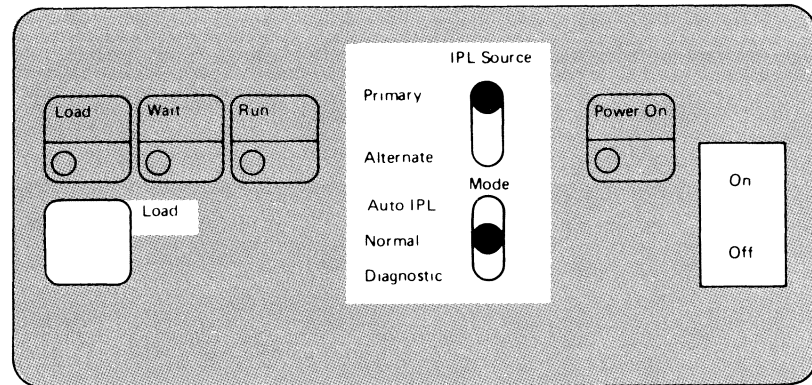 IPL Source
Primary
Alternate
Load
Wait
Run
Power On
Load
Mode
Auto IPL
Normal
Diagnostic
On
Off